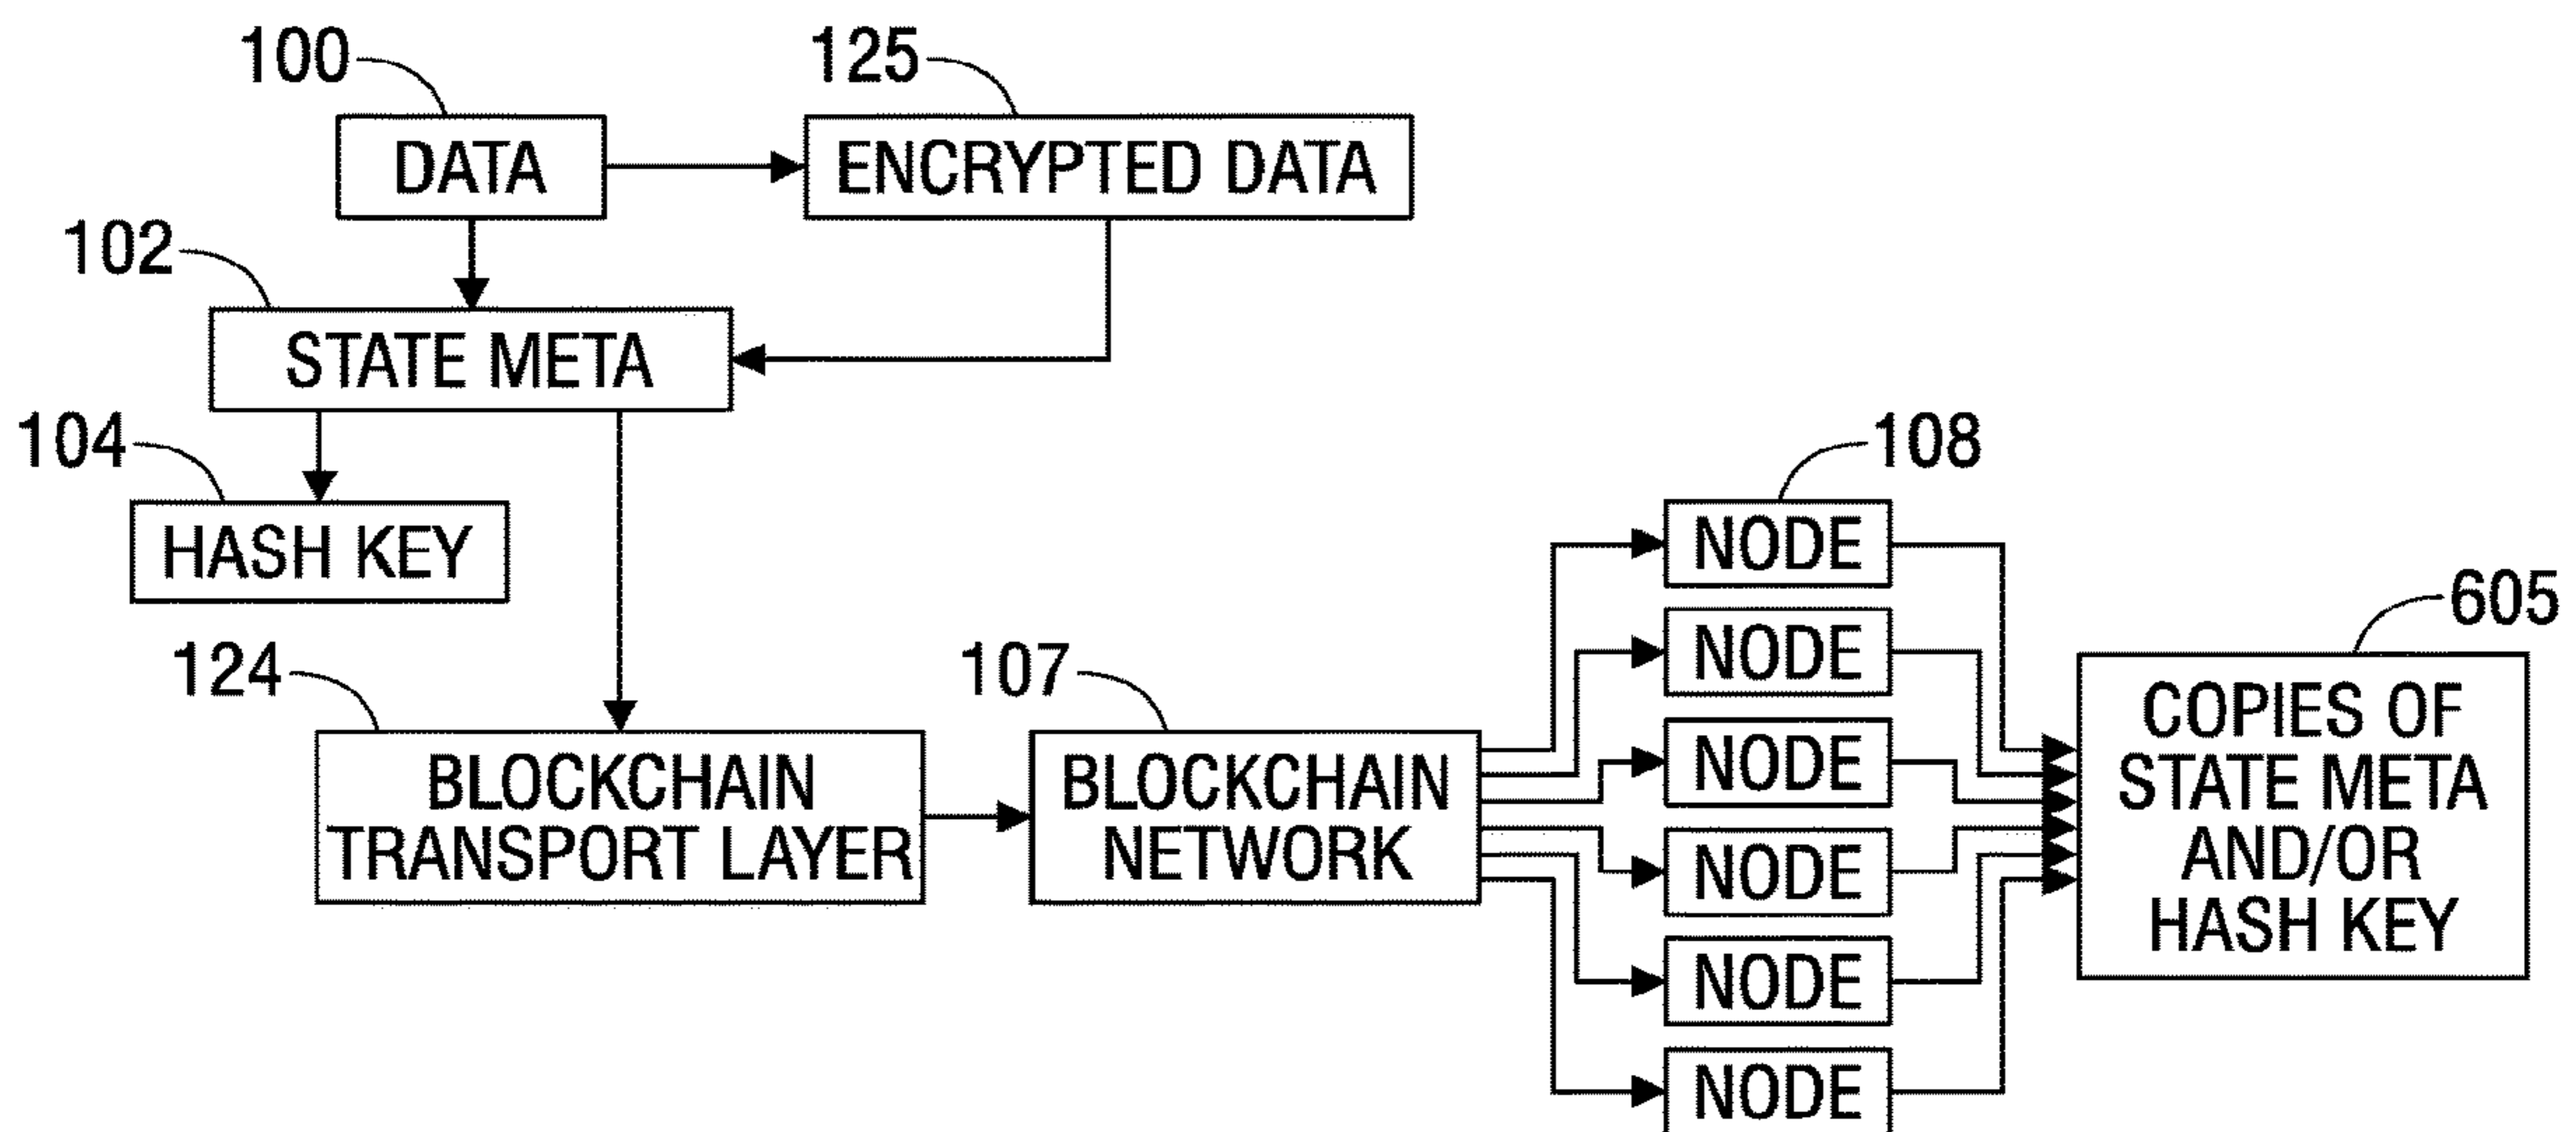 100
125
DATA
ENCRYPTED DATA
102
STATE META
104
108
HASH KEY
NODE
605
NODE
124
107
COPIES OF
STATE META
AND/OR
HASH KEY
NODE
BLOCKCHAIN
TRANSPORT LAYER
BLOCKCHAIN
NETWORK
NODE
NODE
NODE